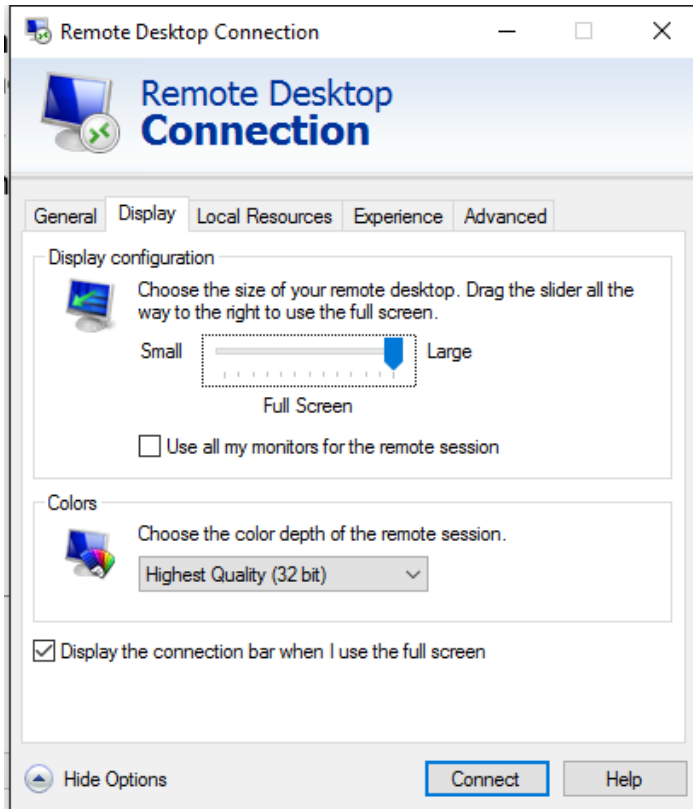 Remote Desktop Connection
Remote Desktop
Connection
General Display Local Resources Experience Advanced
Display configuration
Choose the size of your remote desktop. Drag the slider all the
way to the right to use the full screen.
Small Large
Full Screen
Use all my monitors for the remote session
Colors
Choose the color depth of the remote session.
Highest Quality (32 bit)
Display the connection bar when I use the full screen
Hide Options Connect Help